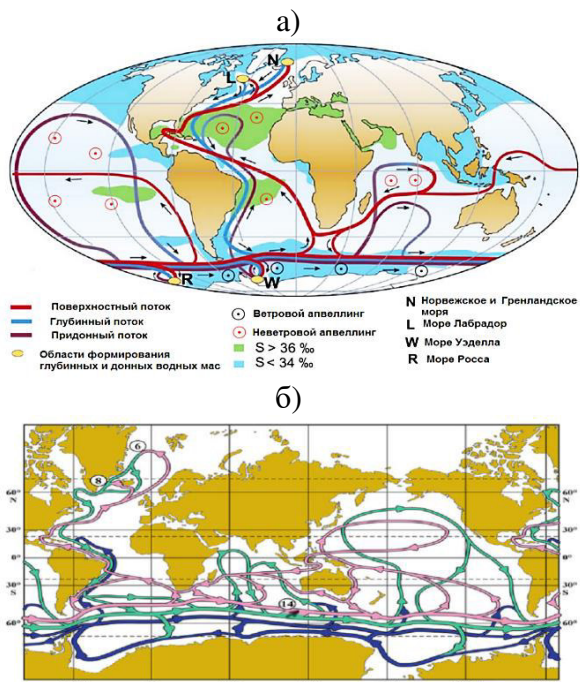 а)
N
L
R
W
Поверхностный поток
Глубинный поток
Придонный поток
Области формирования
глубинных и донных водных мас
Ветровой апвеллинг
Неветровой апвеллинг
S > 36 ‰
S < 34 ‰
N Норвежское и Гренландское
моря
L Море Лабрадор
W Море Уэделла
R Море Росса
б)
6
8
60°
N
30°
0°
30°
S
60°
14
60°
N
30°
0°
30°
S
60°